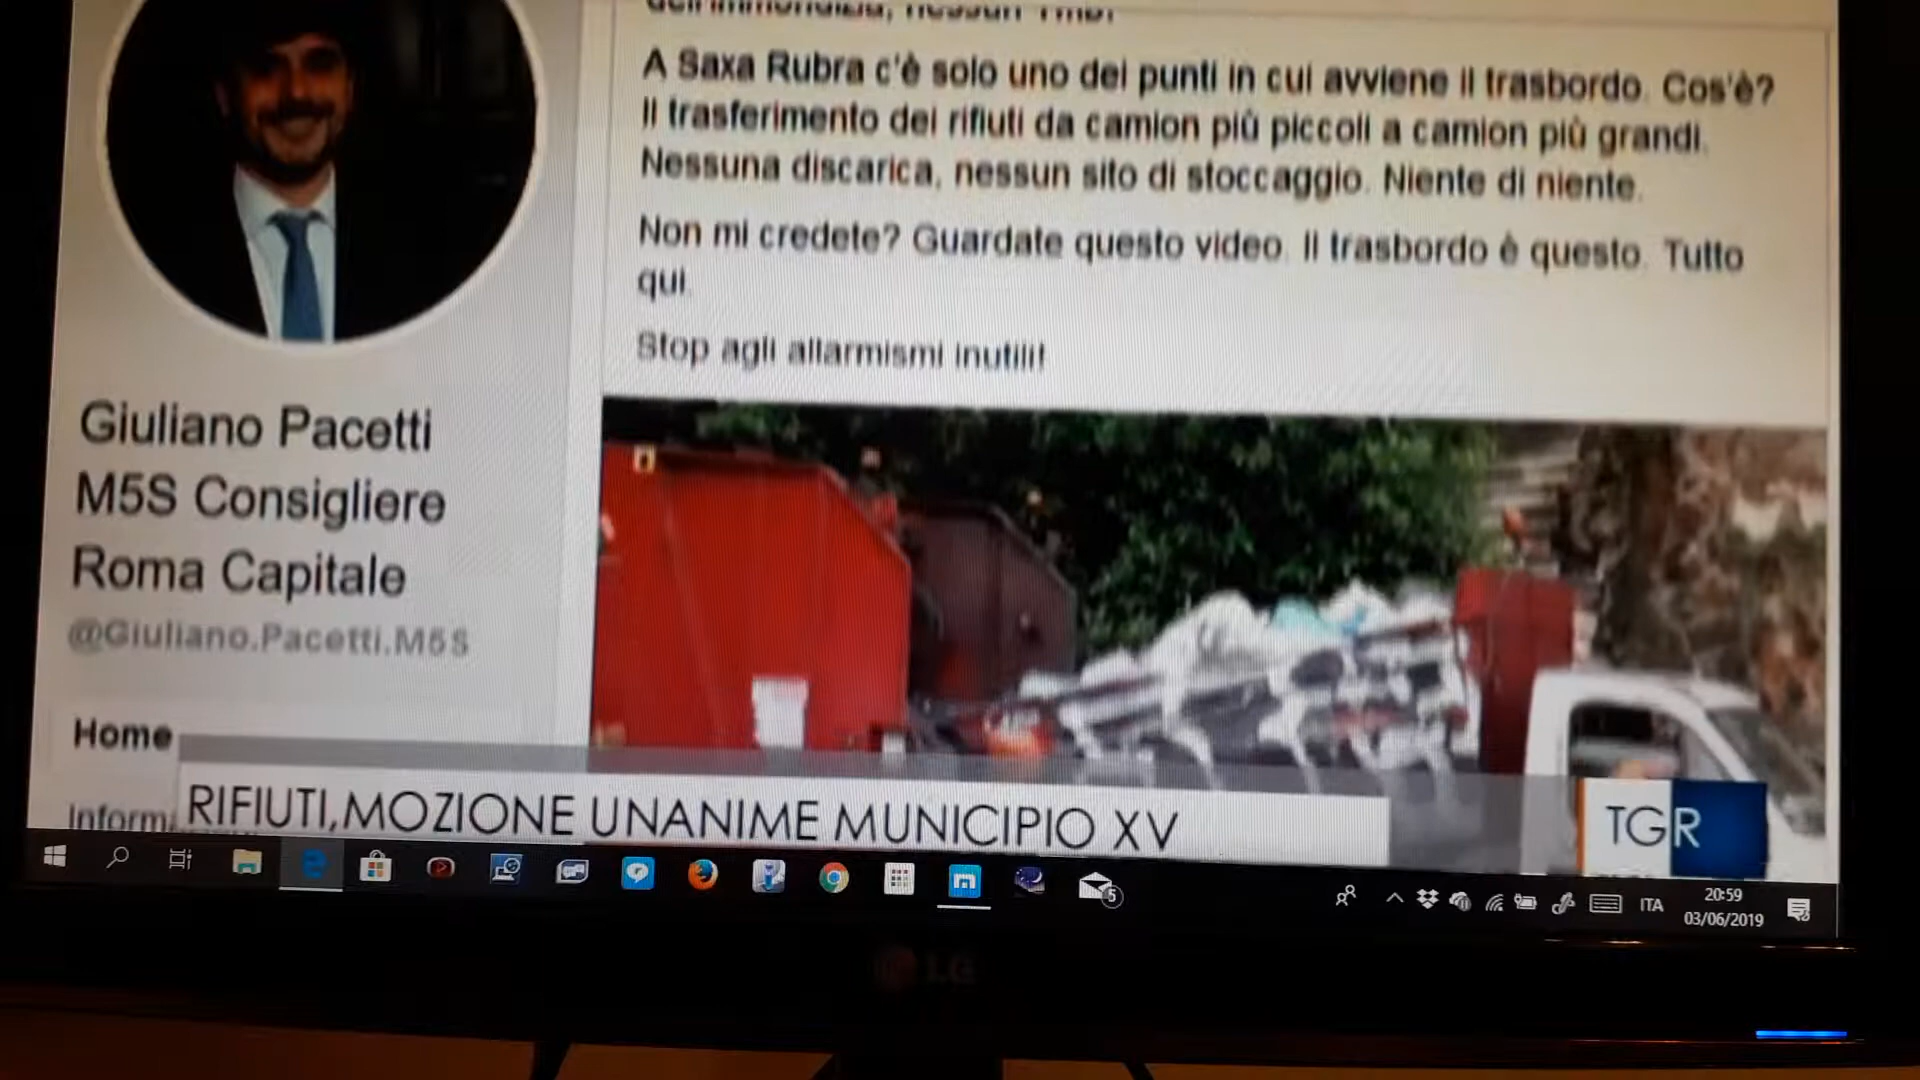 A Saxa Rubra c'è solo uno dei punti in cui avviene il trasbordo. Cos'è?
Il trasferimento dei rifiuti da camion più piccoli a camion più grandi.
Nessuna discarica, nessun sito di stoccaggio. Niente di niente.
Non mi credete? Guardate questo video. Il trasbordo è questo. Tutto
qui.
Stop agli allarmismi inutili!
Giuliano Pacetti
M5S Consigliere
Roma Capitale
@Giuliano.Pacetti.M5S
Home
RIFIUTI,MOZIONE UNANIME MUNICIPIO XV
TGR
5
ITA
20:59
03/06/2019
LG